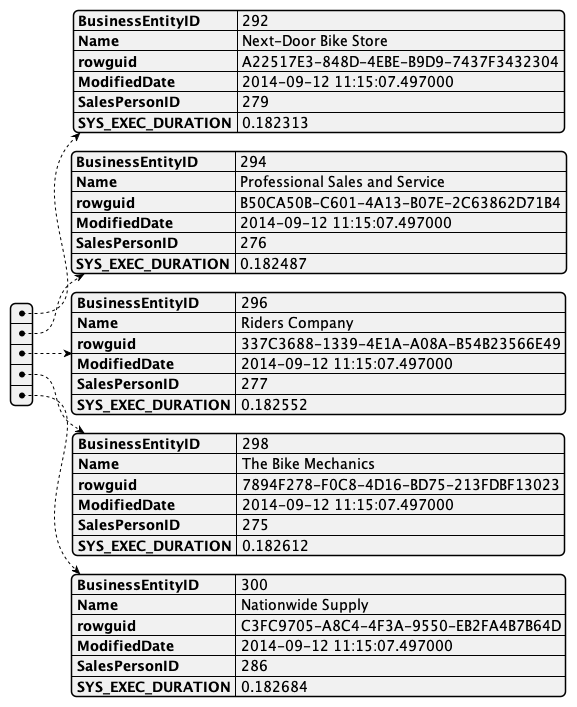 BusinessEntityID 292
Name Next-Door Bike Store
rowguid A22517E3-848D-4EBE-B9D9-7437F3432304
ModifiedDate 2014-09-12 11:15:07.497000
SalesPersonID 279
SYS_EXEC_DURATION 0.182313
BusinessEntityID 294
Name Professional Sales and Service
rowguid B50CA50B-C601-4A13-B07E-2C63862D71B4
ModifiedDate 2014-09-12 11:15:07.497000
SalesPersonID 276
SYS_EXEC_DURATION 0.182487
BusinessEntityID 296
Name Riders Company
rowguid 337C3688-1339-4E1A-A08A-B54B23566E49
ModifiedDate 2014-09-12 11:15:07.497000
SalesPersonID 277
SYS_EXEC_DURATION 0.182552
BusinessEntityID 298
Name The Bike Mechanics
rowguid 7894F278-F0C8-4D16-BD75-213FDBF13023
ModifiedDate 2014-09-12 11:15:07.497000
SalesPersonID 275
SYS_EXEC_DURATION 0.182612
BusinessEntityID 300
Name Nationwide Supply
rowguid C3FC9705-A8C4-4F3A-9550-EB2FA4B7B64D
ModifiedDate 2014-09-12 11:15:07.497000
SalesPersonID 286
SYS_EXEC_DURATION 0.182684